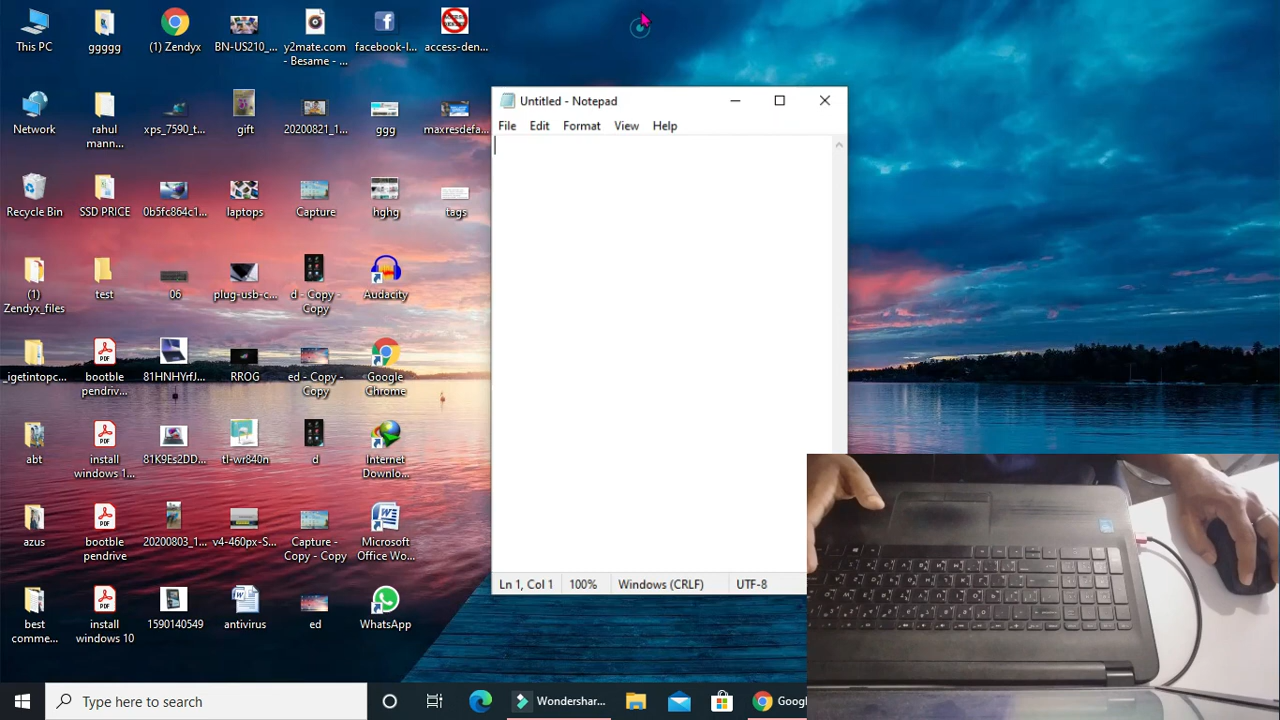 This PC
ggggg
(1) Zendyx
BN-US210_...
y2mate.com
- Besame - ...
facebook-l...
access-den...
Network
rahul
mann...
xps_7590_t...
gift
20200821_1...
ggg
maxresdefa...
Recycle Bin
SSD PRICE
0b5fc864c1...
laptops
Capture
hghg
tags
(1)
Zendyx_files
test
06
plug-usb-c...
d - Copy -
Copy
Audacity
_igetintopc...
bootble
pendriv...
81HNHYrfJ...
RROG
ed - Copy -
Copy
Google
Chrome
abt
install
windows 1...
81K9Es2DD...
tl-wr840n
d
Internet
Downlo...
azus
bootble
pendrive
20200803_1...
v4-460px-S...
Capture -
Copy - Copy
Microsoft
Office Wo...
best
comme...
install
windows 10
1590140549
antivirus
ed
WhatsApp
Untitled - Notepad
File Edit Format View Help
Ln 1, Col 1 100% Windows (CRLF) UTF-8
Type here to search
Wondershar...
Googl